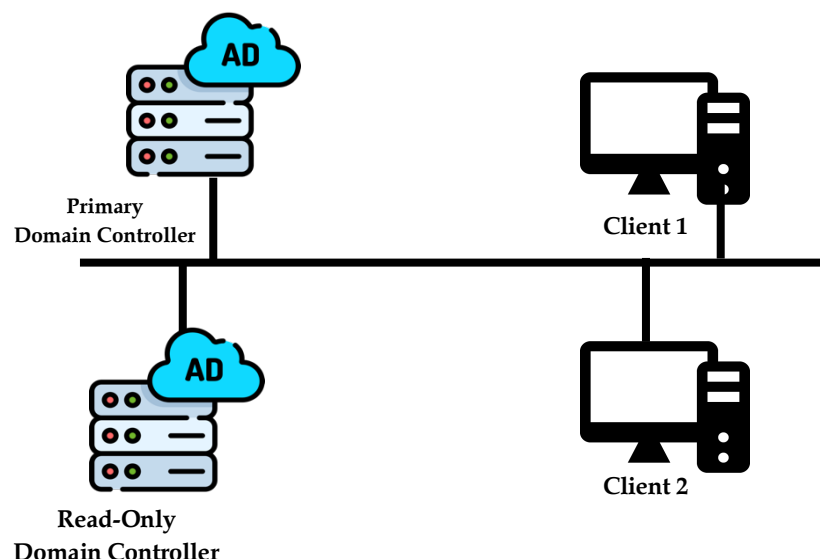 AD
Primary
Domain Controller
Client 1
AD
Client 2
Read-Only
Domain Controller